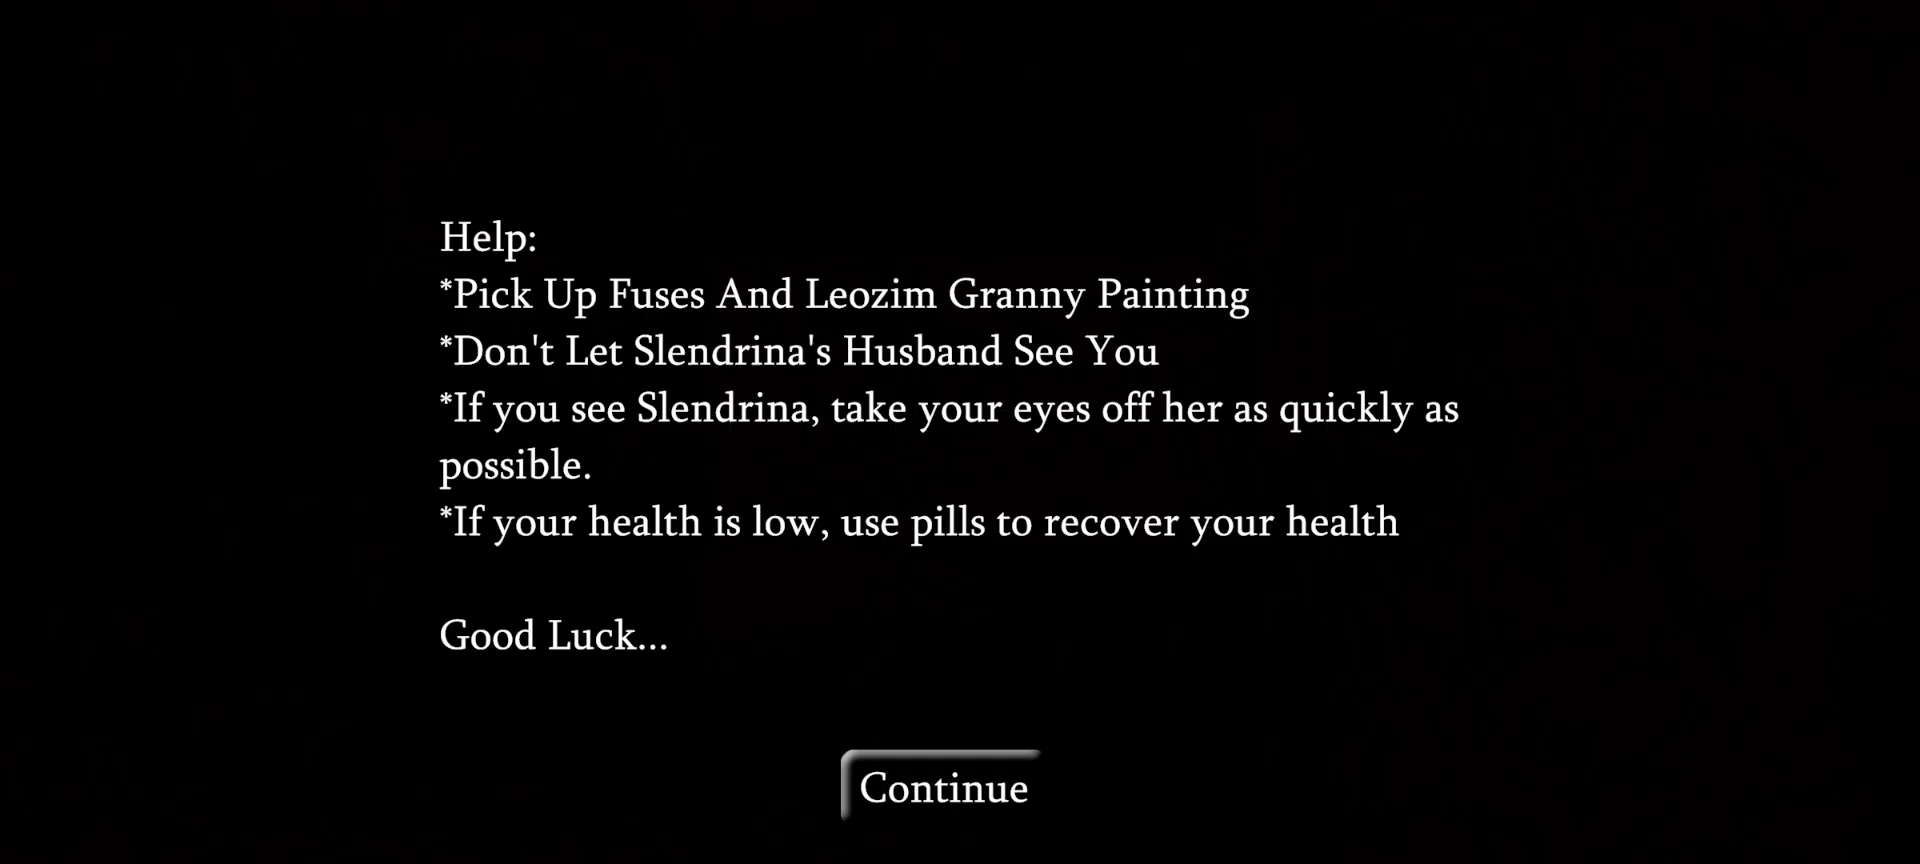 Help:
*Pick Up Fuses And Leozim Granny Painting
*Don't Let Slendrina's Husband See You
*If you see Slendrina, take your eyes off her as quickly as
possible.
*If your health is low, use pills to recover your health
Good Luck...
Continue